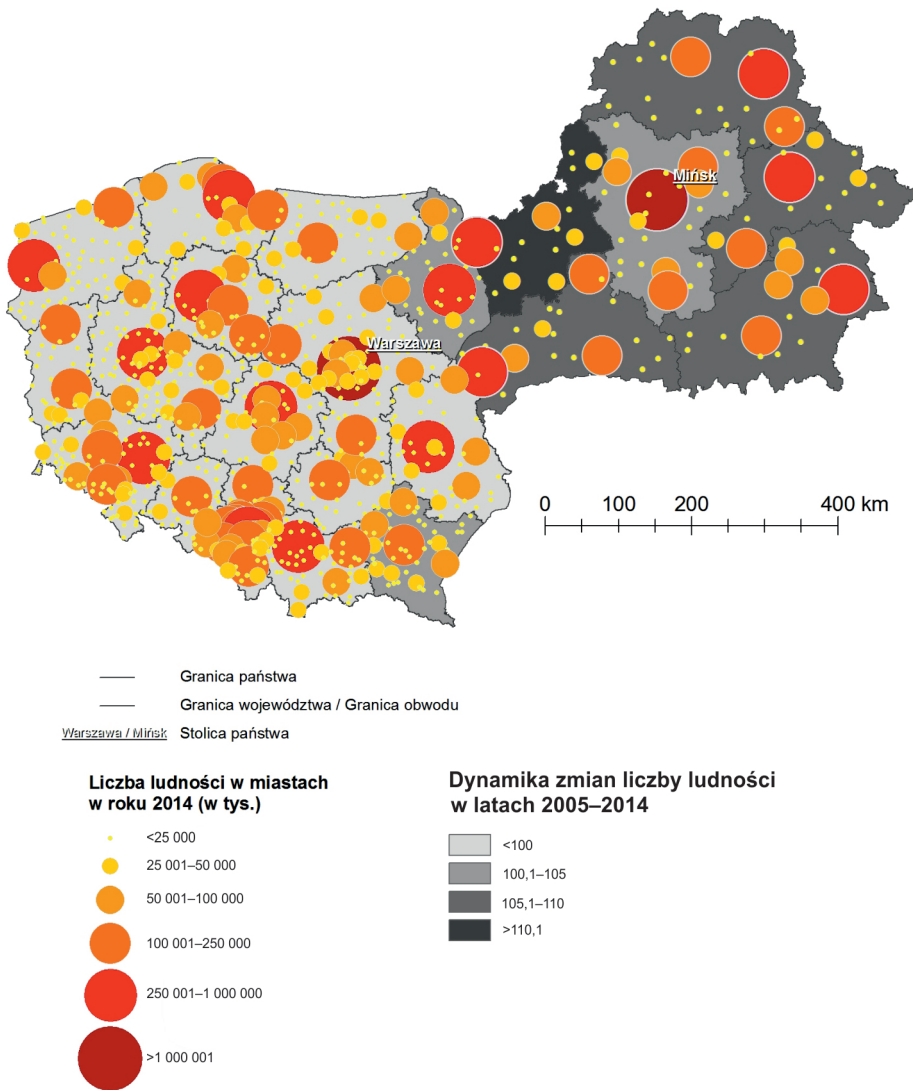 Mińsk
Warszawa
0 100 200 400 km
Granica państwa
Granica województwa / Granica obwodu
Warszawa / Mińsk Stolica państwa
Liczba ludności w miastach
w roku 2014 (w tys.)
<25 000
25 001–50 000
50 001–100 000
100 001–250 000
250 001–1 000 000
>1 000 001
Dynamika zmian liczby ludności
w latach 2005–2014
<100
100,1–105
105,1–110
>110,1